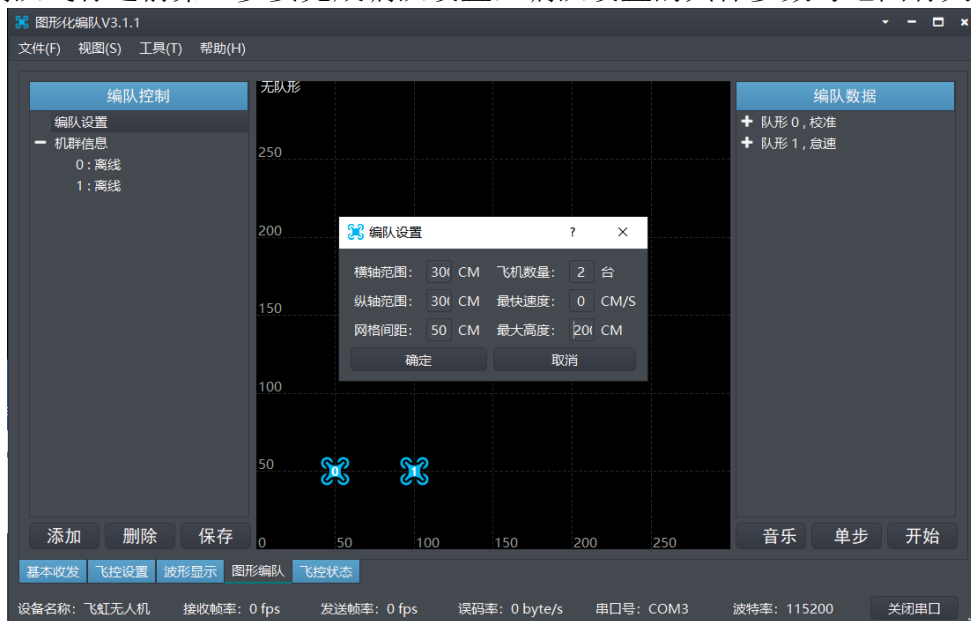 图形化编队V3.1.1
文件(F) 视图(S) 工具(T) 帮助(H)
编队控制
编队设置
机群信息
0 : 离线
1 : 离线
添加 删除 保存
无队形
250
200
150
100
50
0 50 100 150 200 250
0 1
编队设置 ? ×
横轴范围: 300 CM 飞机数量: 2 台
纵轴范围: 300 CM 最快速度: 0 CM/S
网格间距: 50 CM 最大高度: 200 CM
确定 取消
编队数据
队形 0 , 校准
队形 1 , 怠速
音乐 单步 开始
基本收发 飞控设置 波形显示 图形编队 飞控状态
设备名称: 飞虹无人机 接收帧率: 0 fps 发送帧率: 0 fps 误码率: 0 byte/s 串口号: COM3 波特率: 115200 关闭串口